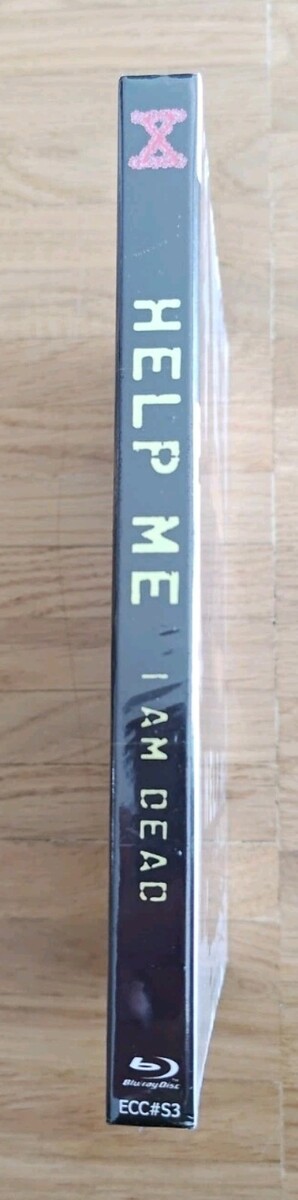 X
HELP ME
I AM DEAD
Blu-ray Disc
ECC#S3